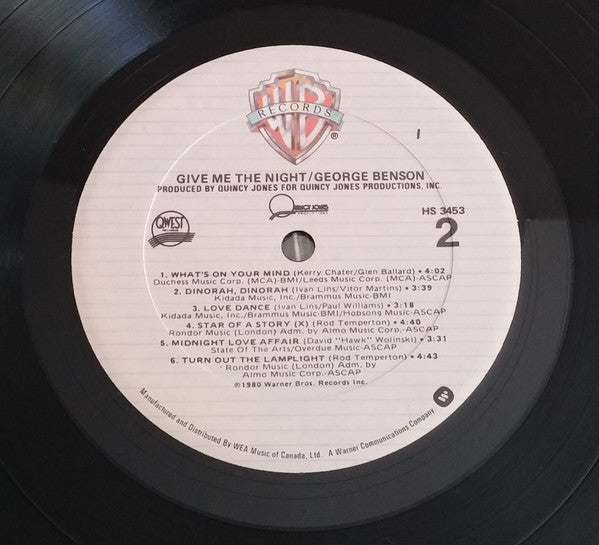 WB
RECORDS
®
I
GIVE ME THE NIGHT/GEORGE BENSON
PRODUCED BY QUINCY JONES FOR QUINCY JONES PRODUCTIONS, INC.
QWEST
QUINCY JONES
PRODUCTIONS
HS 3453
2
1. WHAT'S ON YOUR MIND (Kerry Chater/Glen Ballard) • 4:02
Duchess Music Corp. (MCA)-BMI/Leeds Music Corp. (MCA)-ASCAP
2. DINORAH, DINORAH (Ivan Lins/Vitor Martins) • 3:39
Kidada Music, Inc./Brammus Music-BMI
3. LOVE DANCE (Ivan Lins/Paul Williams) • 3:18
Kidada Music, Inc./Brammus Music-BMI/Hobsong Music-ASCAP
4. STAR OF A STORY (X) (Rod Temperton) • 4:40
Rondor Music (London) Adm. by Almo Music Corp.-ASCAP
5. MIDNIGHT LOVE AFFAIR (David "Hawk" Wolinski) • 3:31
State Of The Arts/Overdue Music-ASCAP
6. TURN OUT THE LAMPLIGHT (Rod Temperton) • 4:43
Rondor Music (London) Adm. by
Almo Music Corp.-ASCAP
℗1980 Warner Bros. Records Inc.
Manufactured and Distributed By WEA Music of Canada, Ltd. A Warner Communications Company